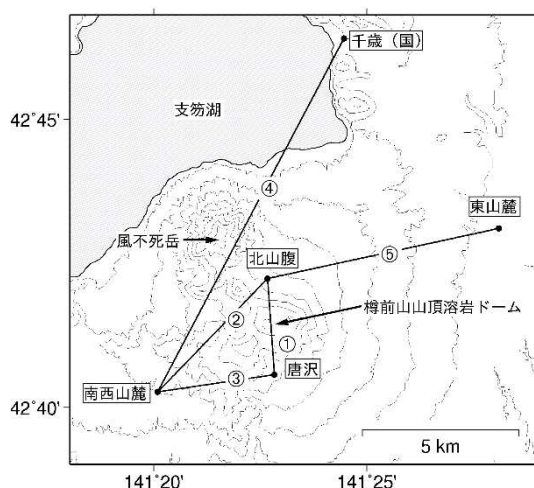 千歳（国）
42°45'
支笏湖
④
東山麓
風不死岳
北山腹
⑤
樽前山山頂溶岩ドーム
②
①
南西山麓
③
唐沢
42°40'
5 km
141°20'
141°25'